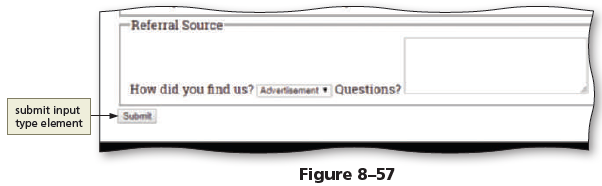 Referral Source
How did you find us? Advertisement Questions?
submit input
type element
Submit
Figure 8–57